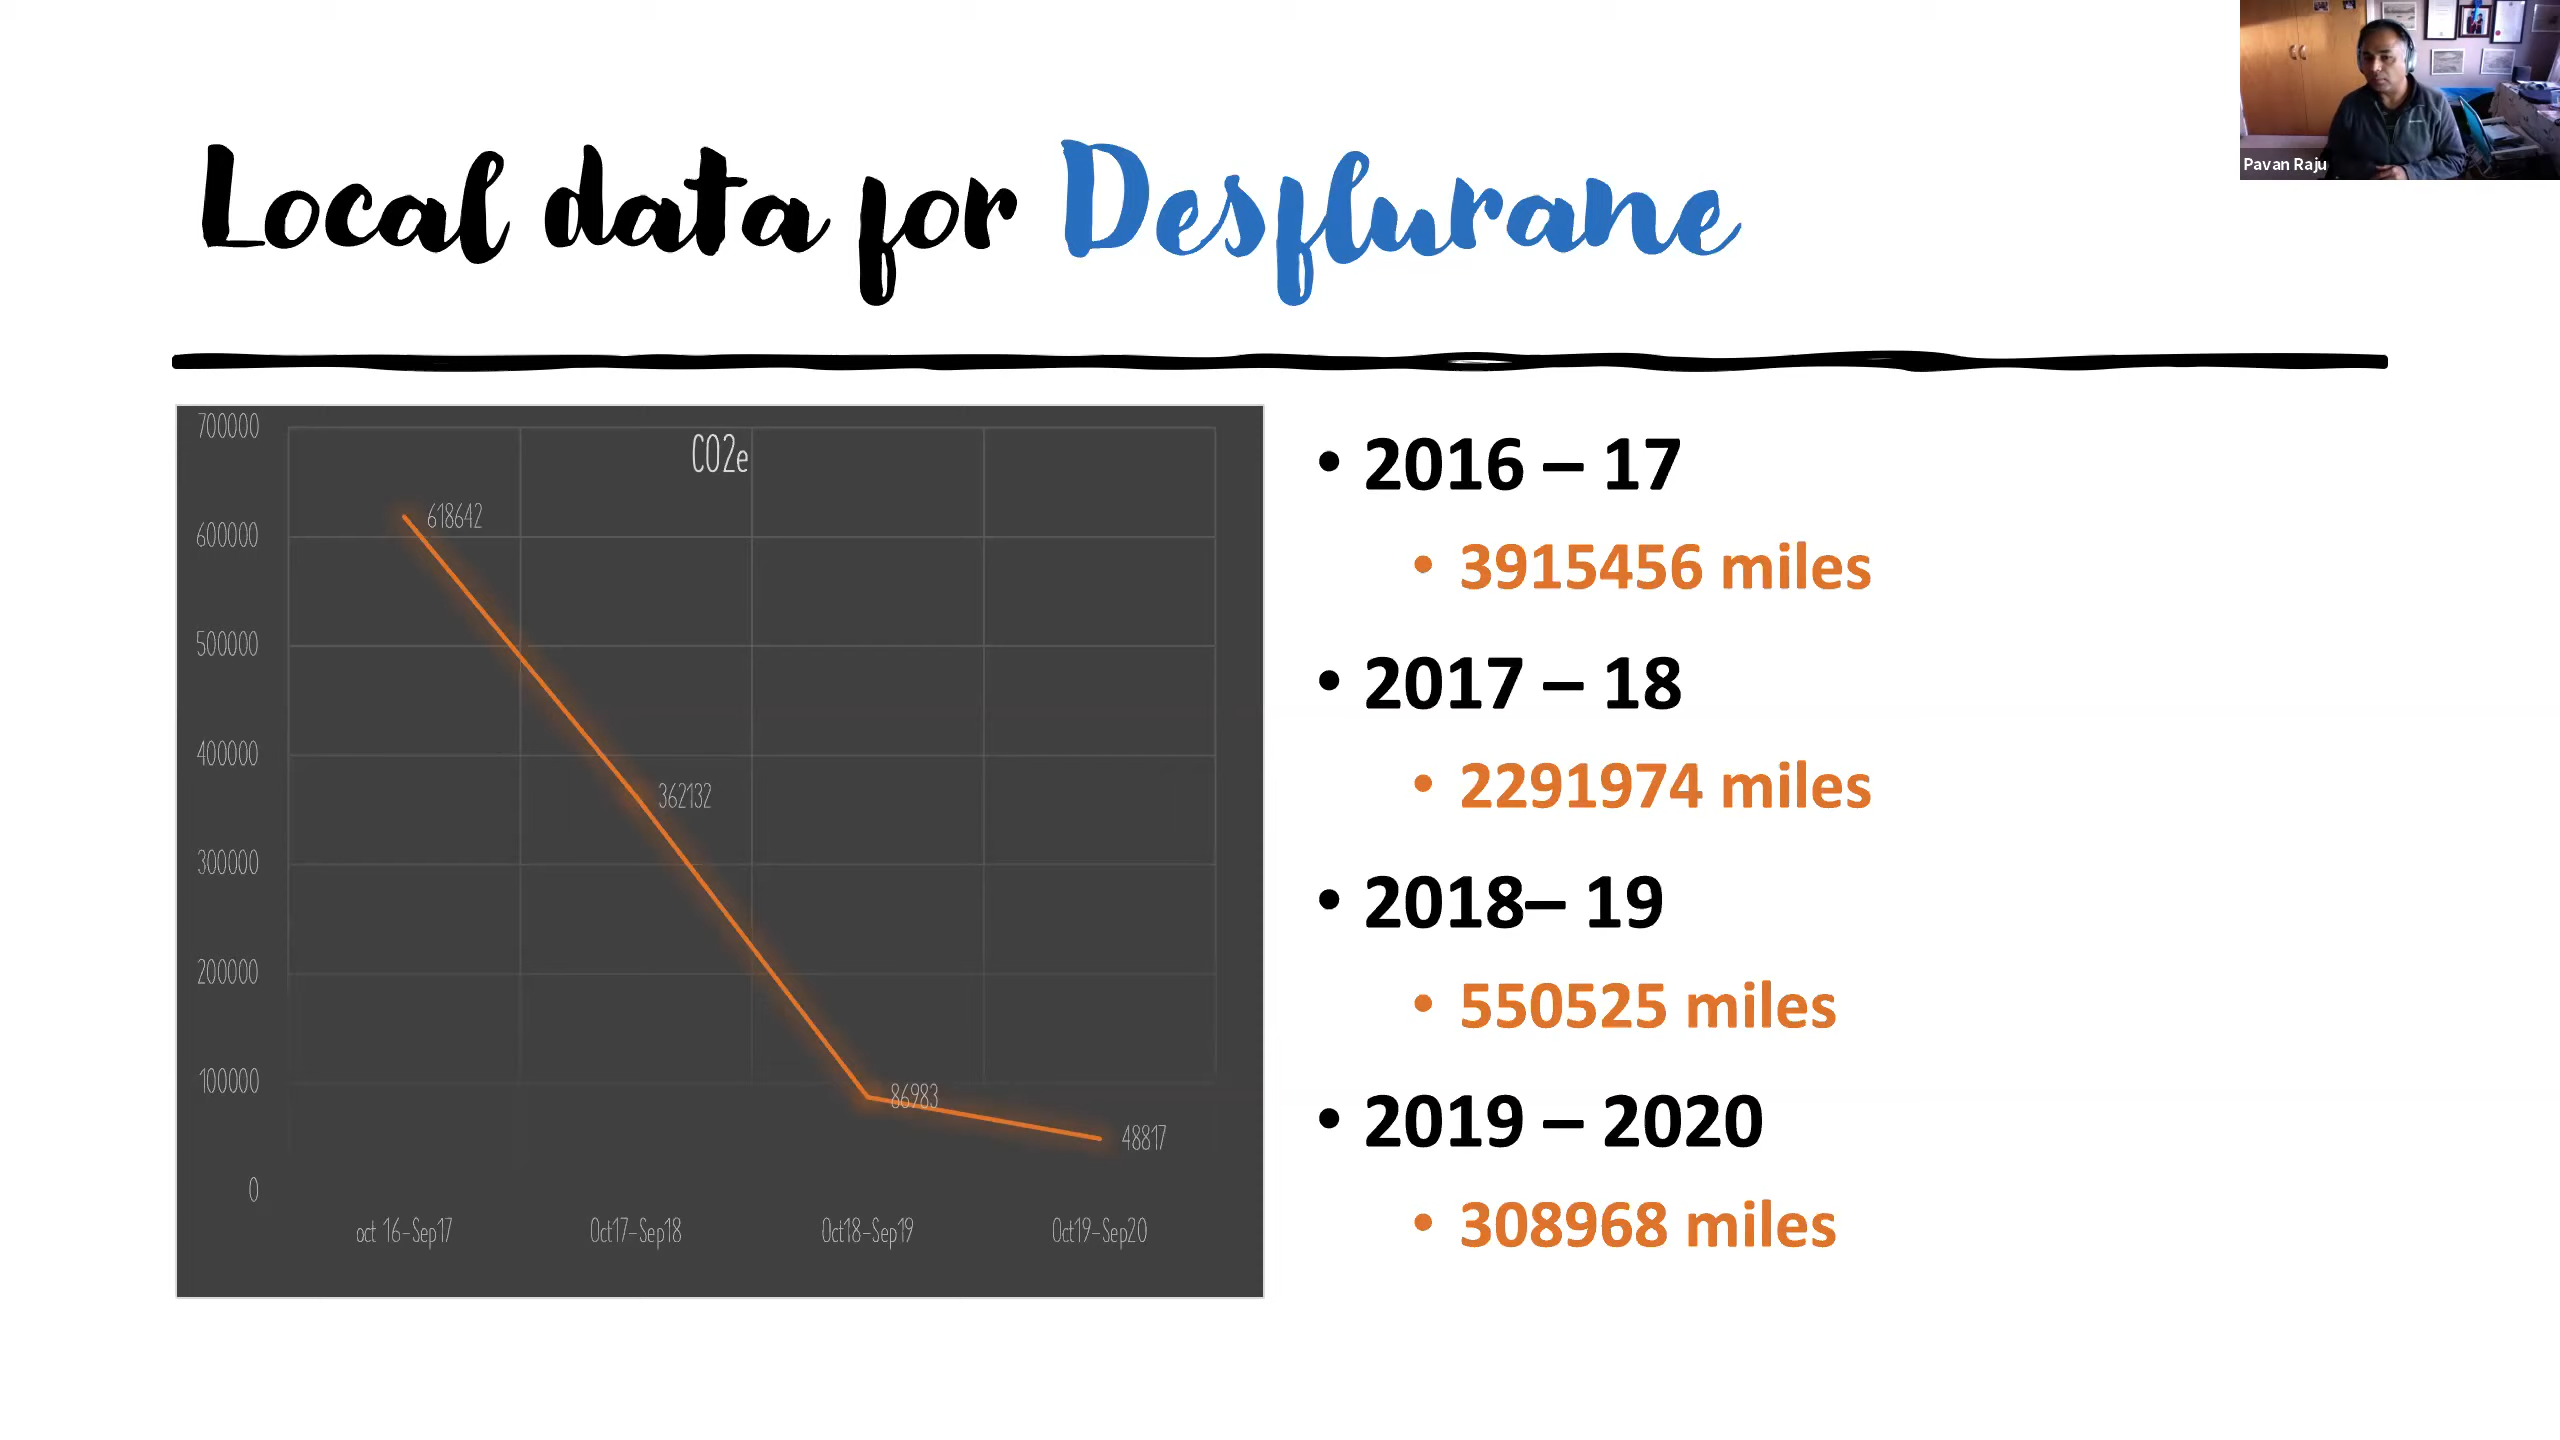 Pavan Raju
Local data for Desflurane
CO2e
700000
600000
500000
400000
300000
200000
100000
0
618642
362132
86983
48817
oct 16-Sep17 Oct17-Sep18 Oct18-Sep19 Oct19-Sep20
• 2016 – 17
• 3915456 miles
• 2017 – 18
• 2291974 miles
• 2018– 19
• 550525 miles
• 2019 – 2020
• 308968 miles